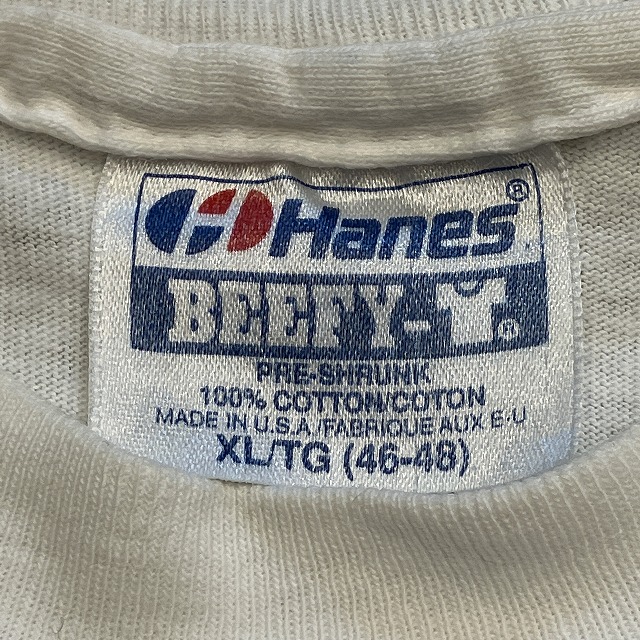 Hanes®
BEEFY-
PRE-SHRUNK
100% COTTON/COTON
MADE IN U.S.A/FABRIQUE AUX E-U
XL/TG (46-48)